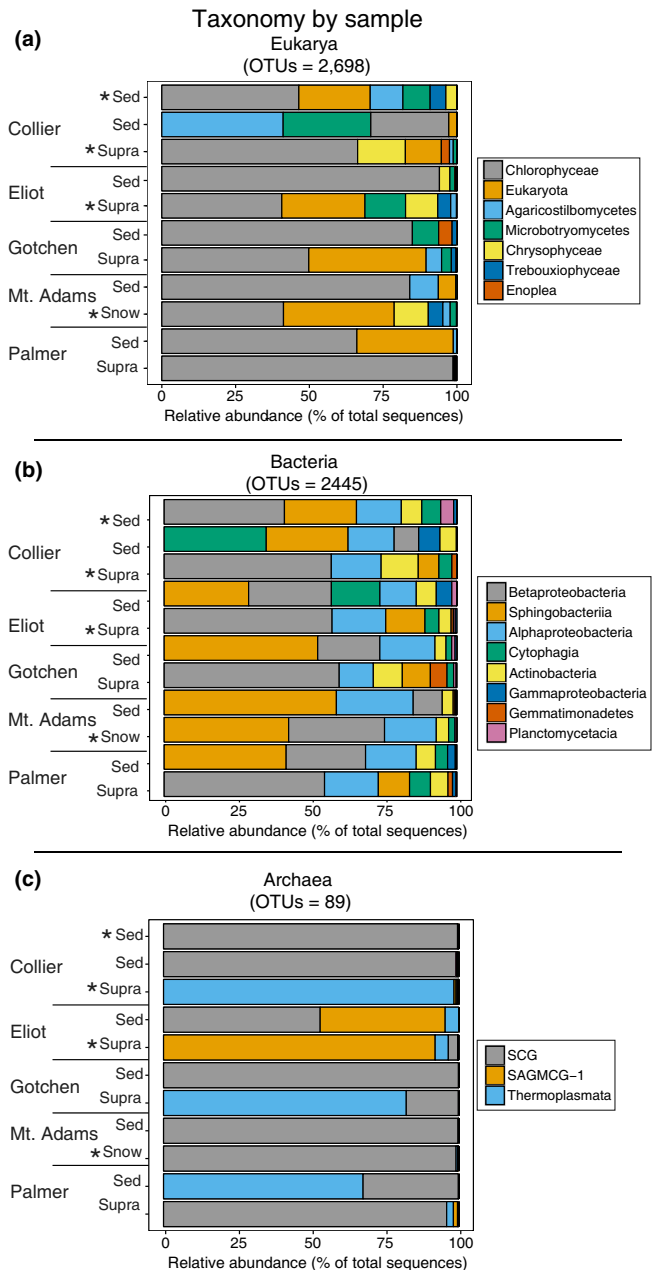 Taxonomy by sample
(a)
Eukarya
(OTUs = 2,698)
Collier
* Sed
Sed
* Supra
Eliot
Sed
* Supra
Gotchen
Sed
Supra
Mt. Adams
Sed
* Snow
Palmer
Sed
Supra
0 25 50 75 100
Relative abundance (% of total sequences)
Chlorophyceae
Eukaryota
Agaricostilbomycetes
Microbotryomycetes
Chrysophyceae
Trebouxiophyceae
Enoplea
(b)
Bacteria
(OTUs = 2445)
Collier
* Sed
Sed
* Supra
Eliot
Sed
* Supra
Gotchen
Sed
Supra
Mt. Adams
Sed
* Snow
Palmer
Sed
Supra
0 25 50 75 100
Relative abundance (% of total sequences)
Betaproteobacteria
Sphingobacteriia
Alphaproteobacteria
Cytophagia
Actinobacteria
Gammaproteobacteria
Gemmatimonadetes
Planctomycetacia
(c)
Archaea
(OTUs = 89)
Collier
* Sed
Sed
* Supra
Eliot
Sed
* Supra
Gotchen
Sed
Supra
Mt. Adams
Sed
* Snow
Palmer
Sed
Supra
0 25 50 75 100
Relative abundance (% of total sequences)
SCG
SAGMCG-1
Thermoplasmata